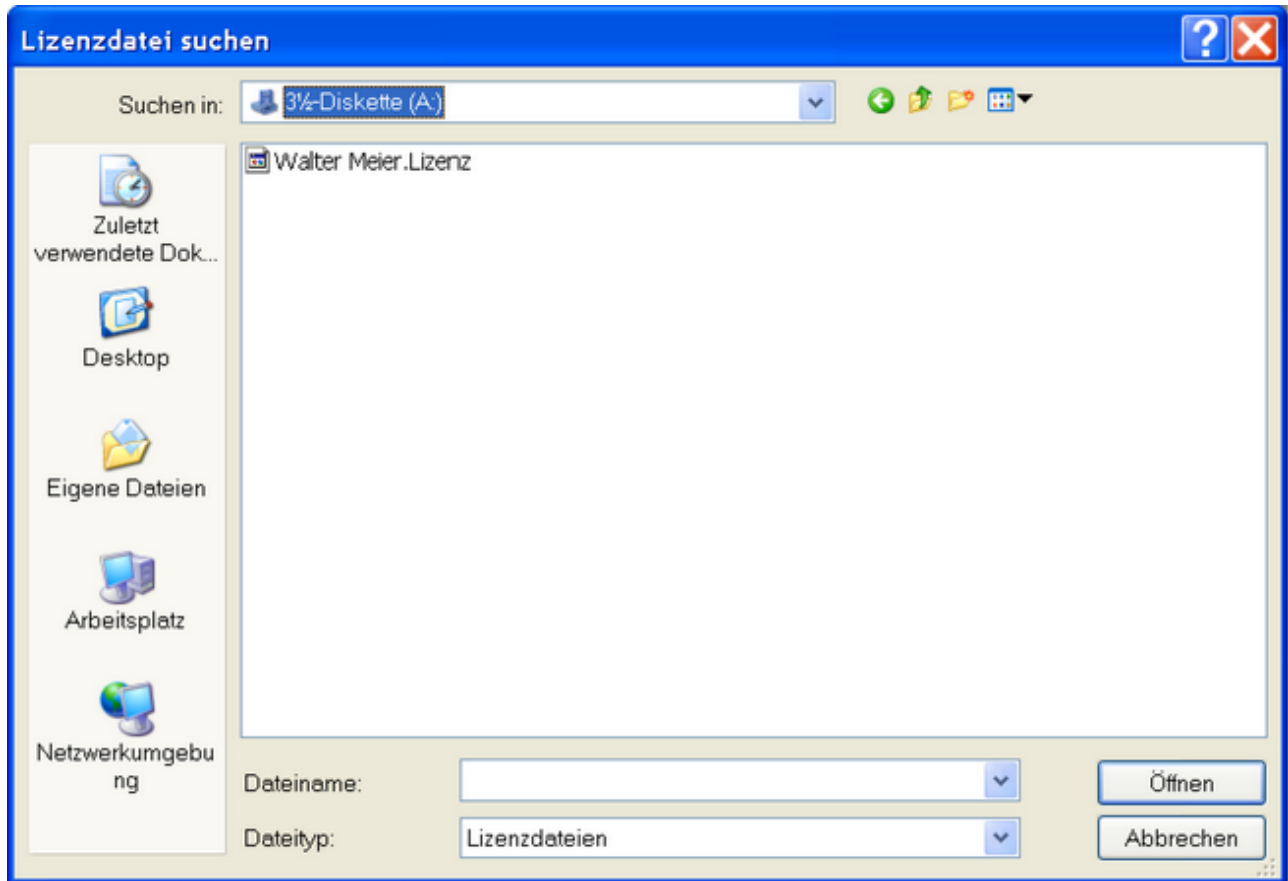 Lizenzdatei suchen
Suchen in:
3½-Diskette (A:)
Walter Meier.Lizenz
Zuletzt
verwendete Dok...
Desktop
Eigene Dateien
Arbeitsplatz
Netzwerkumgebu
ng
Dateiname:
Öffnen
Dateityp:
Lizenzdateien
Abbrechen